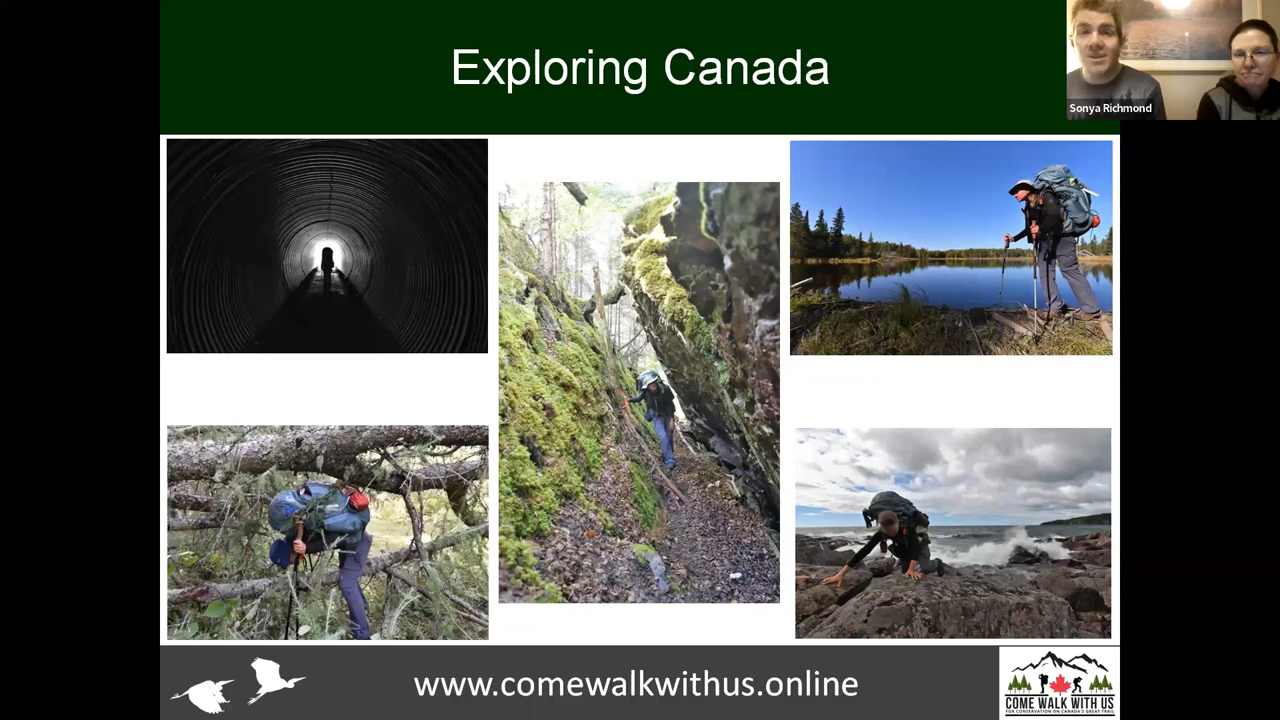 Exploring Canada
Sonya Richmond
www.comewalkwithus.online
COME WALK WITH US
FOR CONSERVATION ON CANADA'S GREAT TRAIL